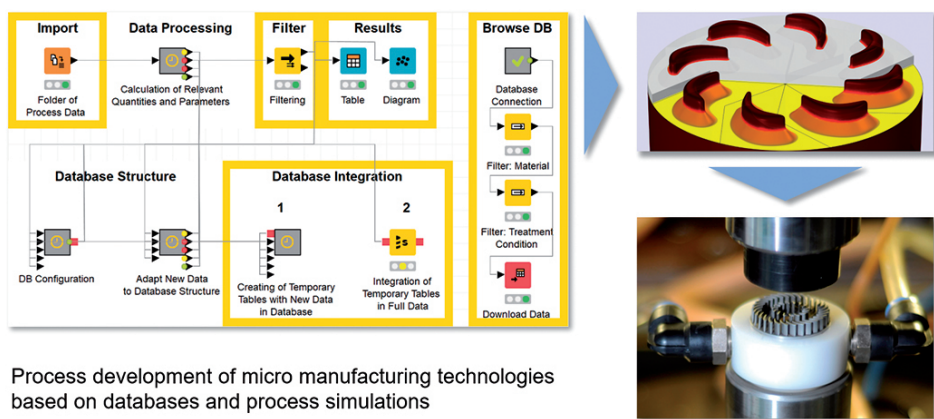 Import
Data Processing
Filter
Results
Browse DB
Folder of
Process Data
Calculation of Relevant
Quantities and Parameters
Filtering
Table
Diagram
Database
Connection
Filter: Material
Filter: Treatment
Condition
Download Data
Database Structure
Database Integration
1
2
DB Configuration
Adapt New Data
to Database Structure
Creating of Temporary
Tables with New Data
in Database
s
Integration of
Temporary Tables
in Full Data
Process development of micro manufacturing technologies
based on databases and process simulations